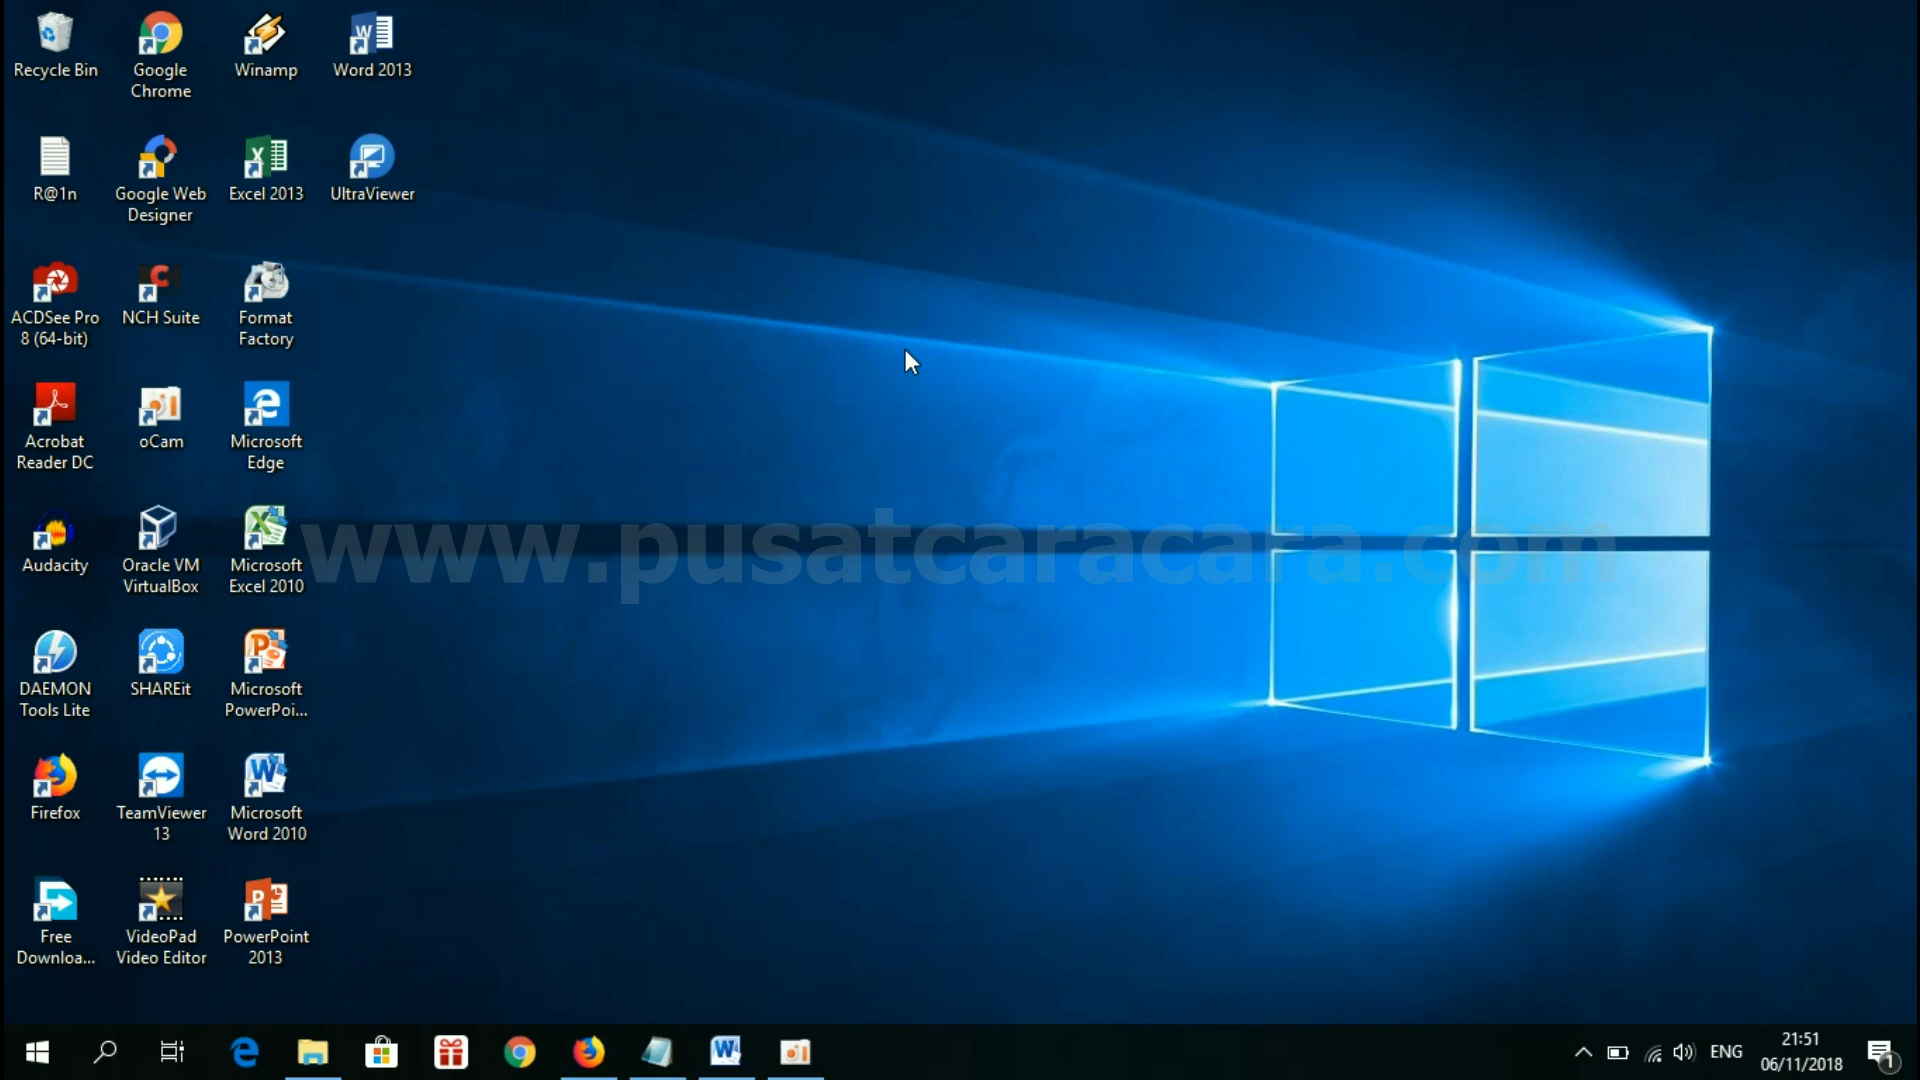 Recycle Bin
Google
Chrome
Winamp
Word 2013
R@1n
Google Web
Designer
Excel 2013
UltraViewer
ACDSee Pro
8 (64-bit)
NCH Suite
Format
Factory
Acrobat
Reader DC
oCam
Microsoft
Edge
Audacity
Oracle VM
VirtualBox
Microsoft
Excel 2010
www.pusatcaracara.com
DAEMON
Tools Lite
SHAREit
Microsoft
PowerPoi...
Firefox
TeamViewer
13
Microsoft
Word 2010
Free
Downloa...
VideoPad
Video Editor
PowerPoint
2013
ENG
21:51
06/11/2018
1